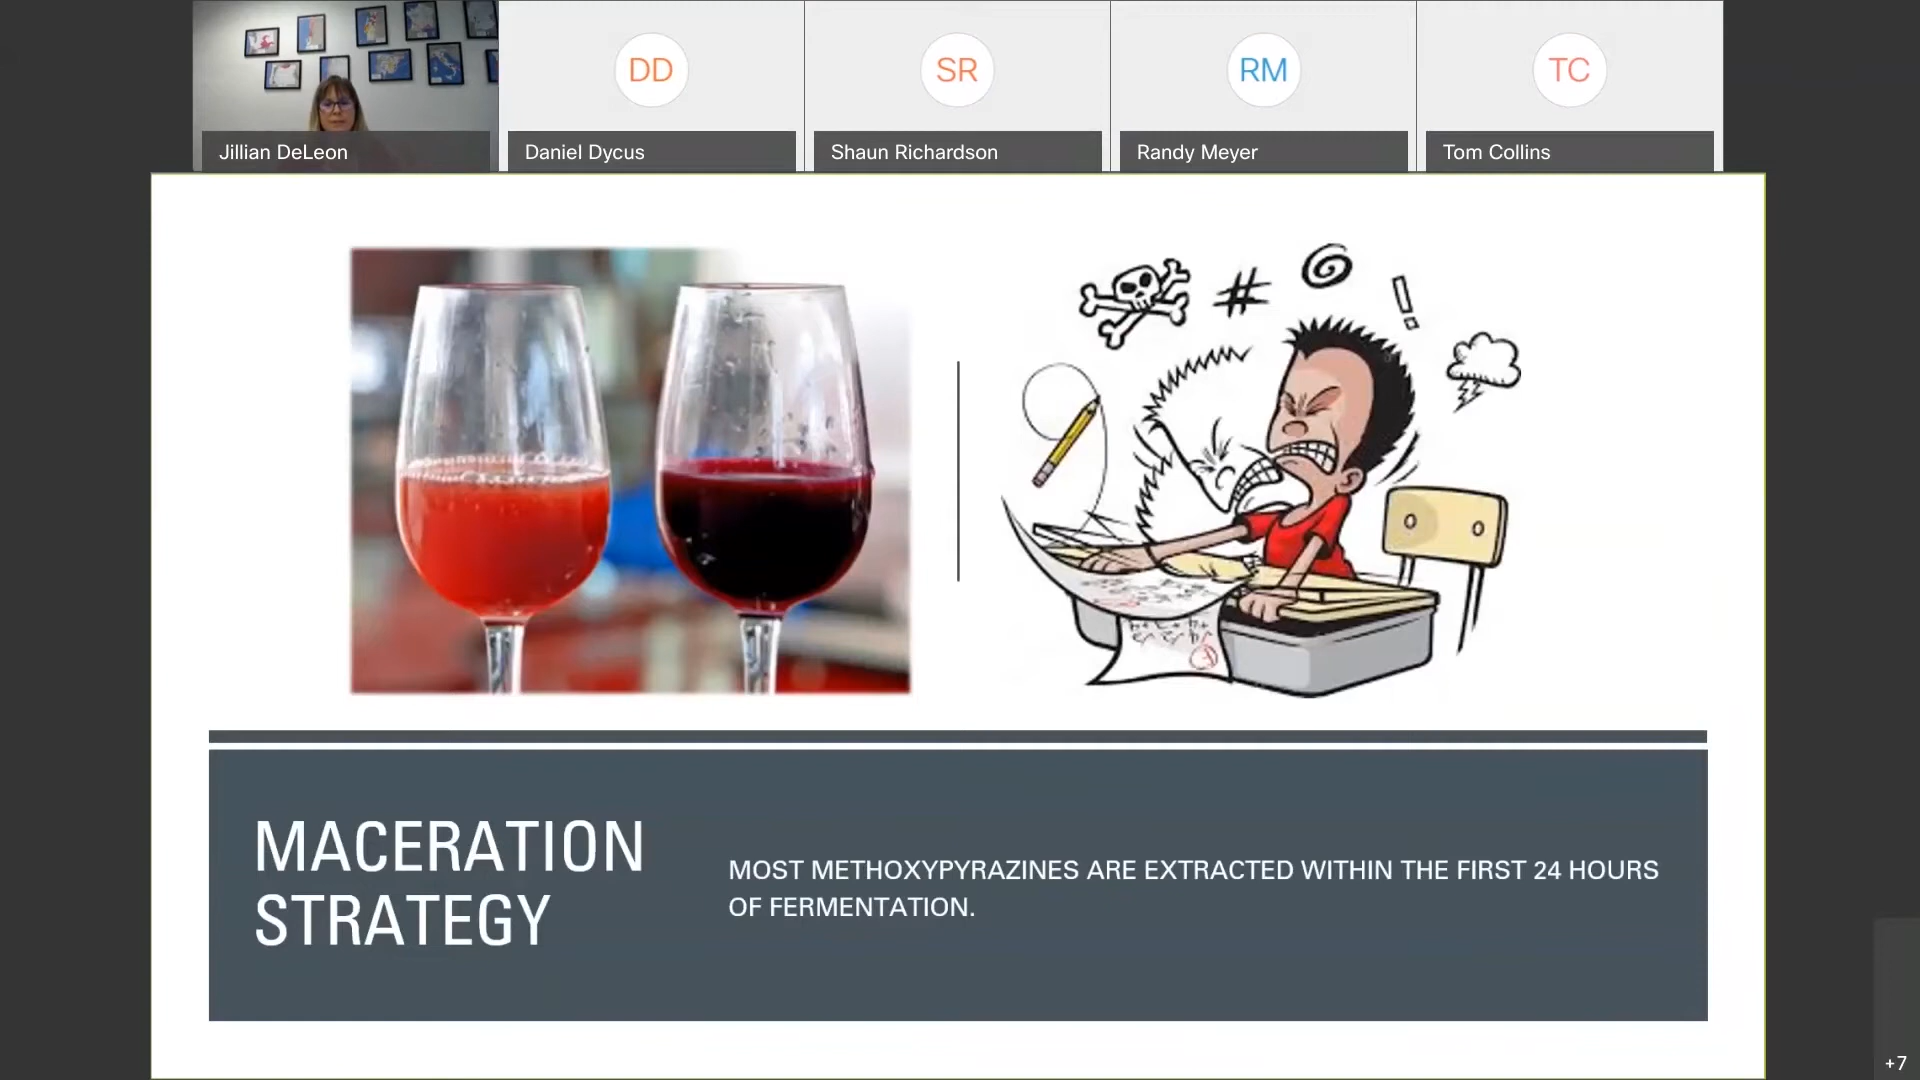 DD
SR
RM
TC
Jillian DeLeon
Daniel Dycus
Shaun Richardson
Randy Meyer
Tom Collins
MACERATION
STRATEGY
MOST METHOXYPYRAZINES ARE EXTRACTED WITHIN THE FIRST 24 HOURS
OF FERMENTATION.
+7